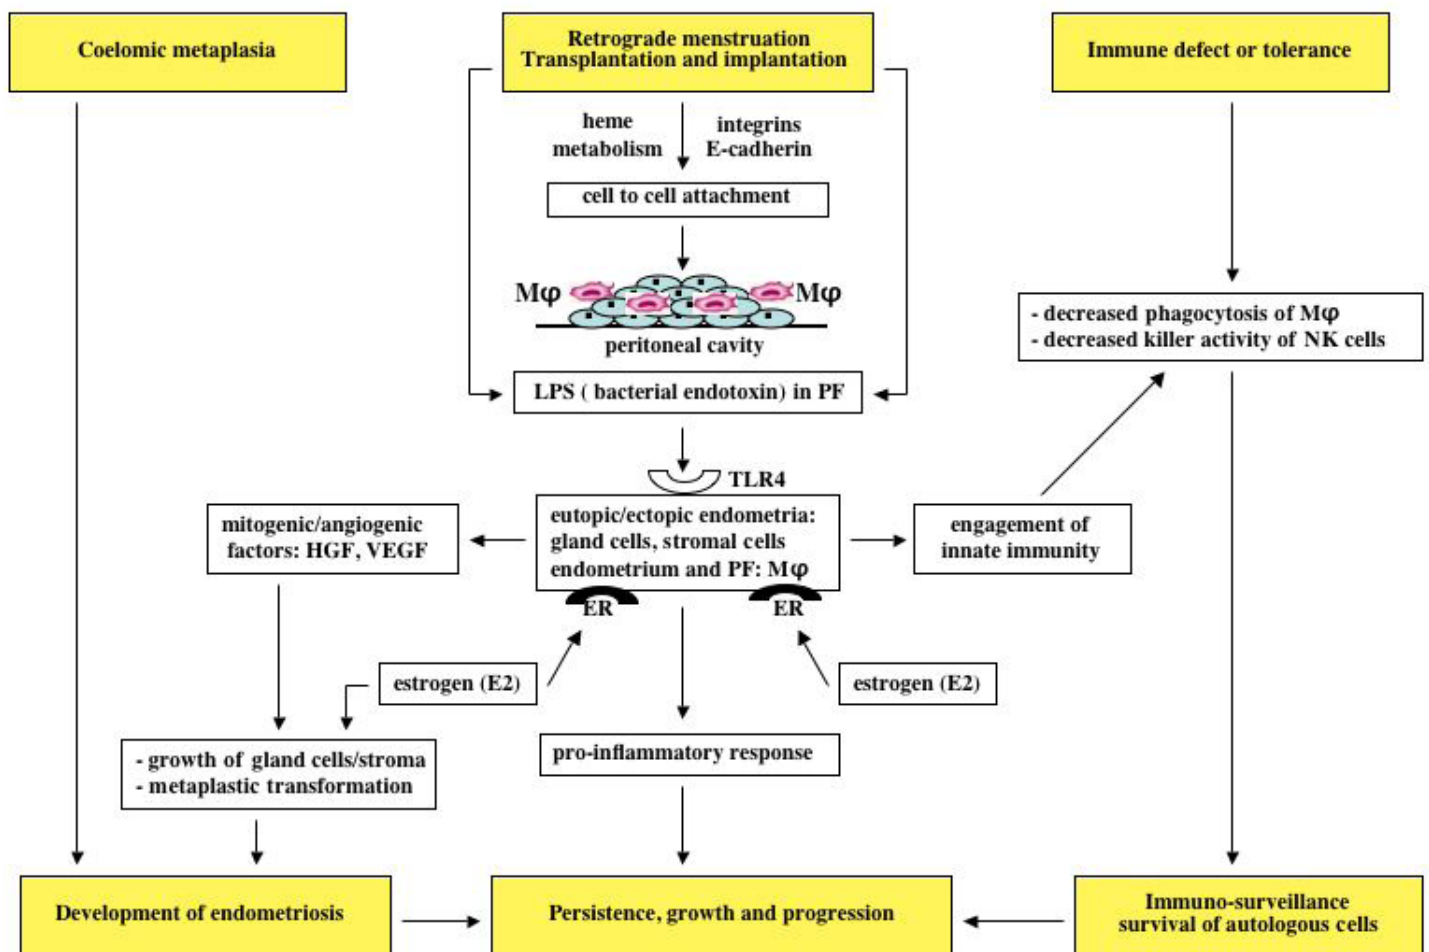 Coelomic metaplasia
Retrograde menstruation
Transplantation and implantation
Immune defect or tolerance
heme
metabolism
integrins
E-cadherin
cell to cell attachment
Mφ
Mφ
peritoneal cavity
- decreased phagocytosis of Mφ
- decreased killer activity of NK cells
LPS ( bacterial endotoxin) in PF
TLR4
mitogenic/angiogenic
factors: HGF, VEGF
eutopic/ectopic endometria:
gland cells, stromal cells
endometrium and PF: Mφ
engagement of
innate immunity
ER
ER
estrogen (E2)
estrogen (E2)
- growth of gland cells/stroma
- metaplastic transformation
pro-inflammatory response
Development of endometriosis
Persistence, growth and progression
Immuno-surveillance
survival of autologous cells